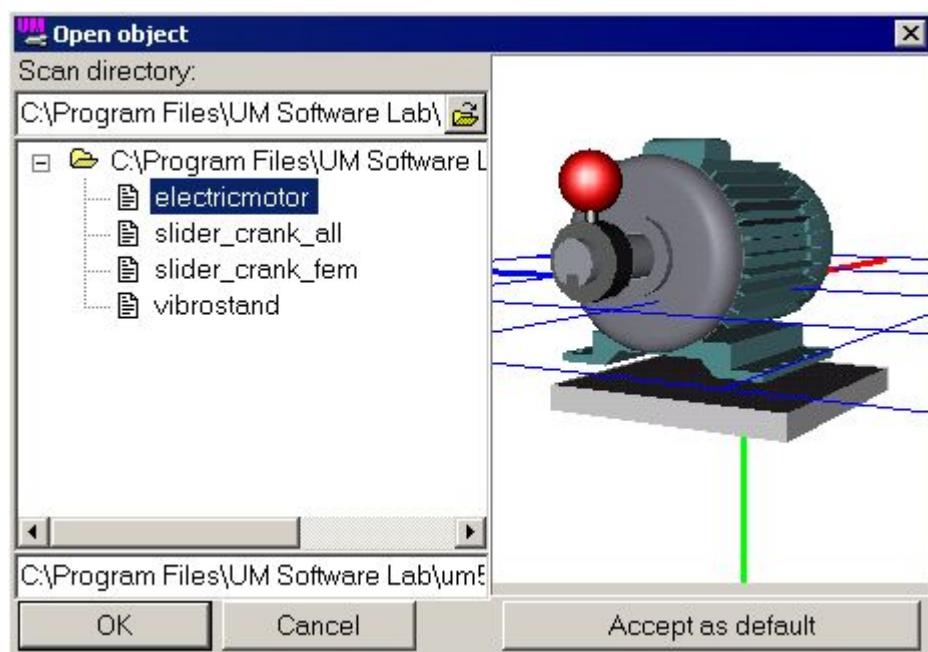 UM Open object
Scan directory:
C:\Program Files\UM Software Lab\
C:\Program Files\UM Software L
electricmotor
slider_crank_all
slider_crank_fem
vibrostand
C:\Program Files\UM Software Lab\um5
OK Cancel Accept as default